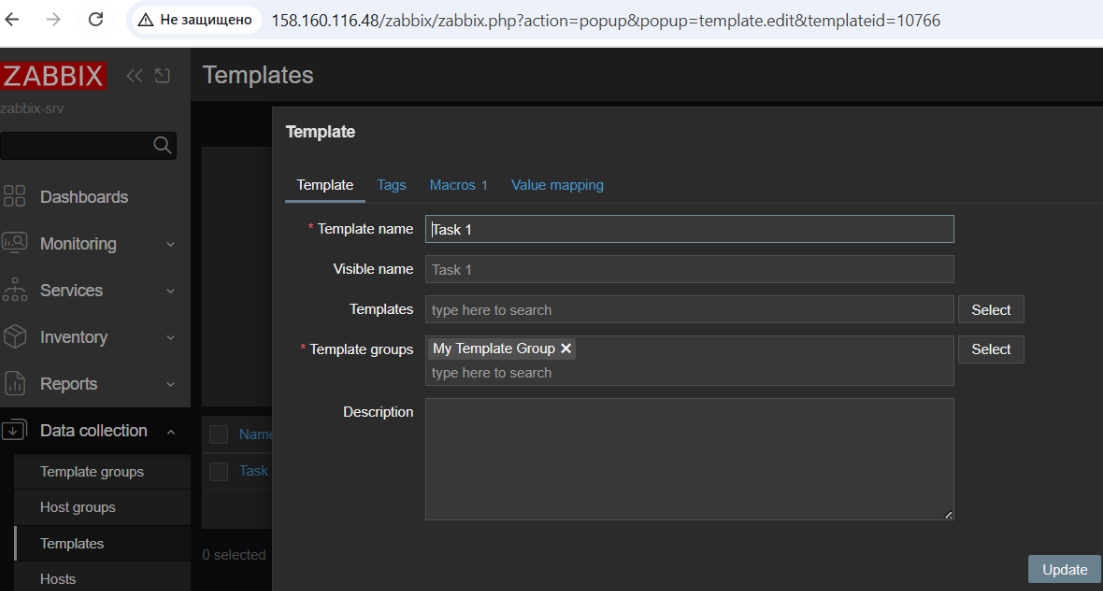 Не защищено 158.160.116.48/zabbix/zabbix.php?action=popup&popup=template.edit&templateid=10766
ZABBIX
zabbix-srv
Dashboards
Monitoring
Services
Inventory
Reports
Data collection
Template groups
Host groups
Templates
Hosts
Templates
Name
Task
0 selected
Template
Template Tags Macros 1 Value mapping
* Template name Task 1
Visible name Task 1
Templates type here to search Select
* Template groups My Template Group ✕ Select
type here to search
Description
Update